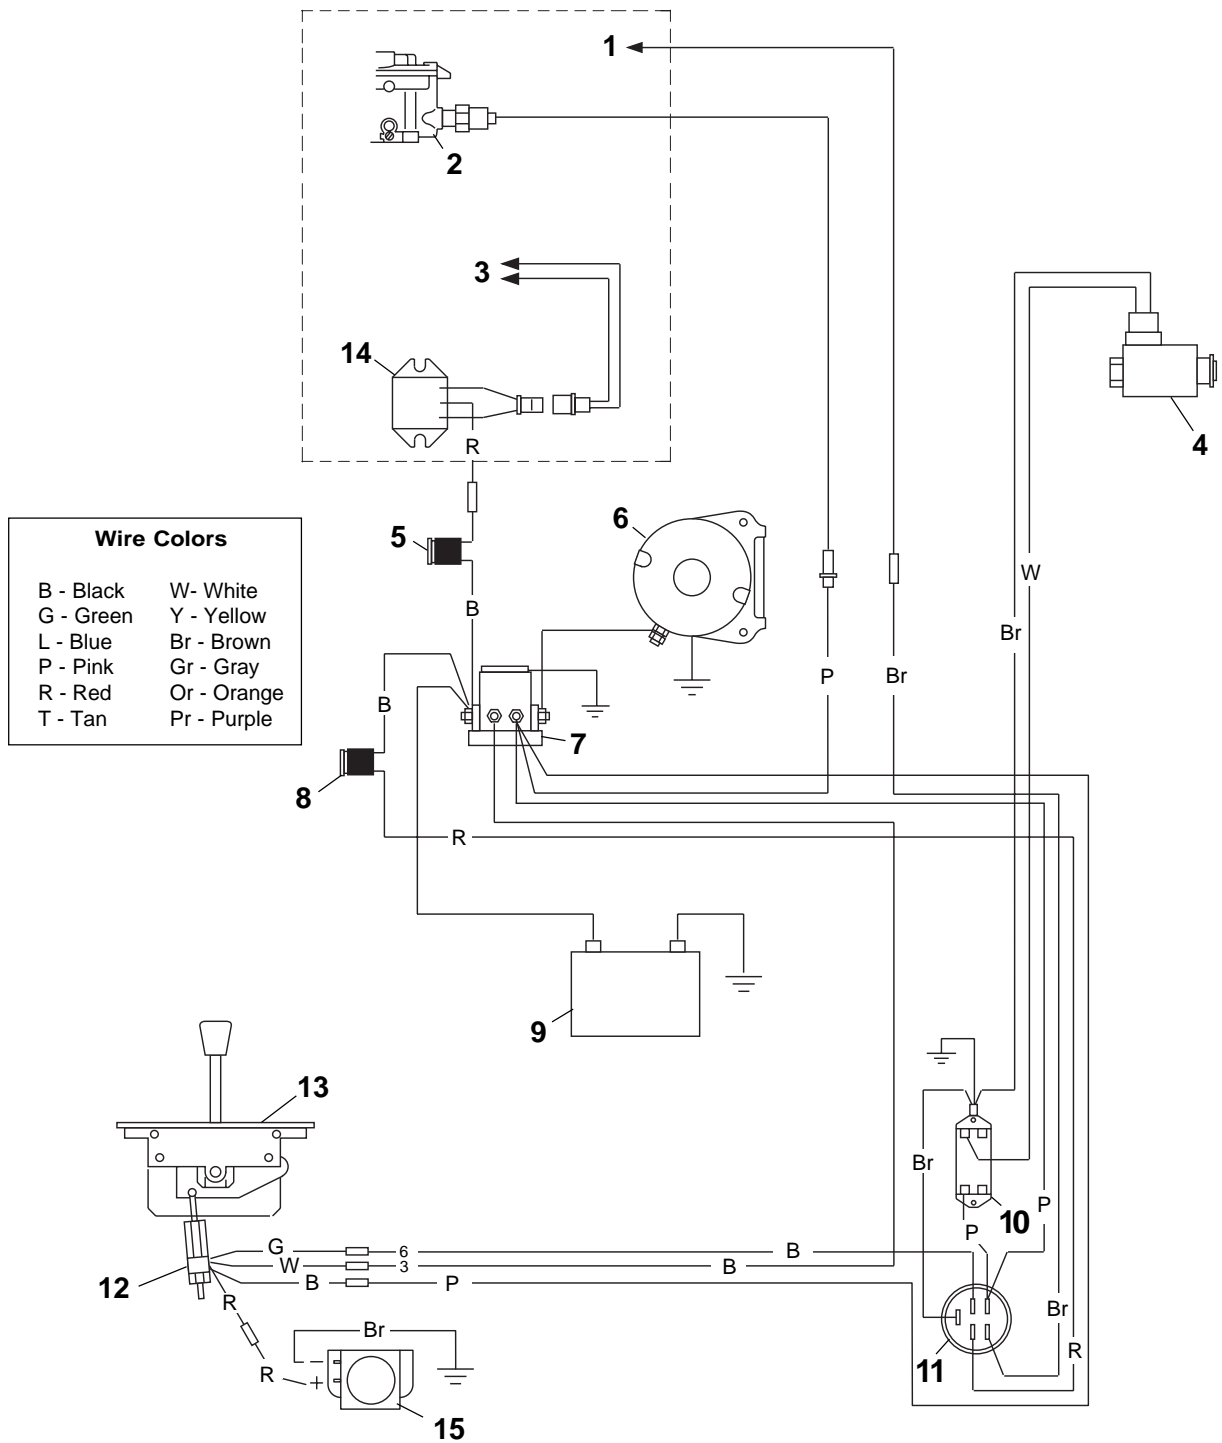 1
2
3
14
R
4
5
6
Wire Colors
B - Black W- White
G - Green Y - Yellow
L - Blue Br - Brown
P - Pink Gr - Gray
R - Red Or - Orange
T - Tan Pr - Purple
W
B
Br
P
Br
B
7
8
R
9
13
Br
P
10
P
G 6 B
W 3 B
12
B P
R
Br
Br
R
R
11
15